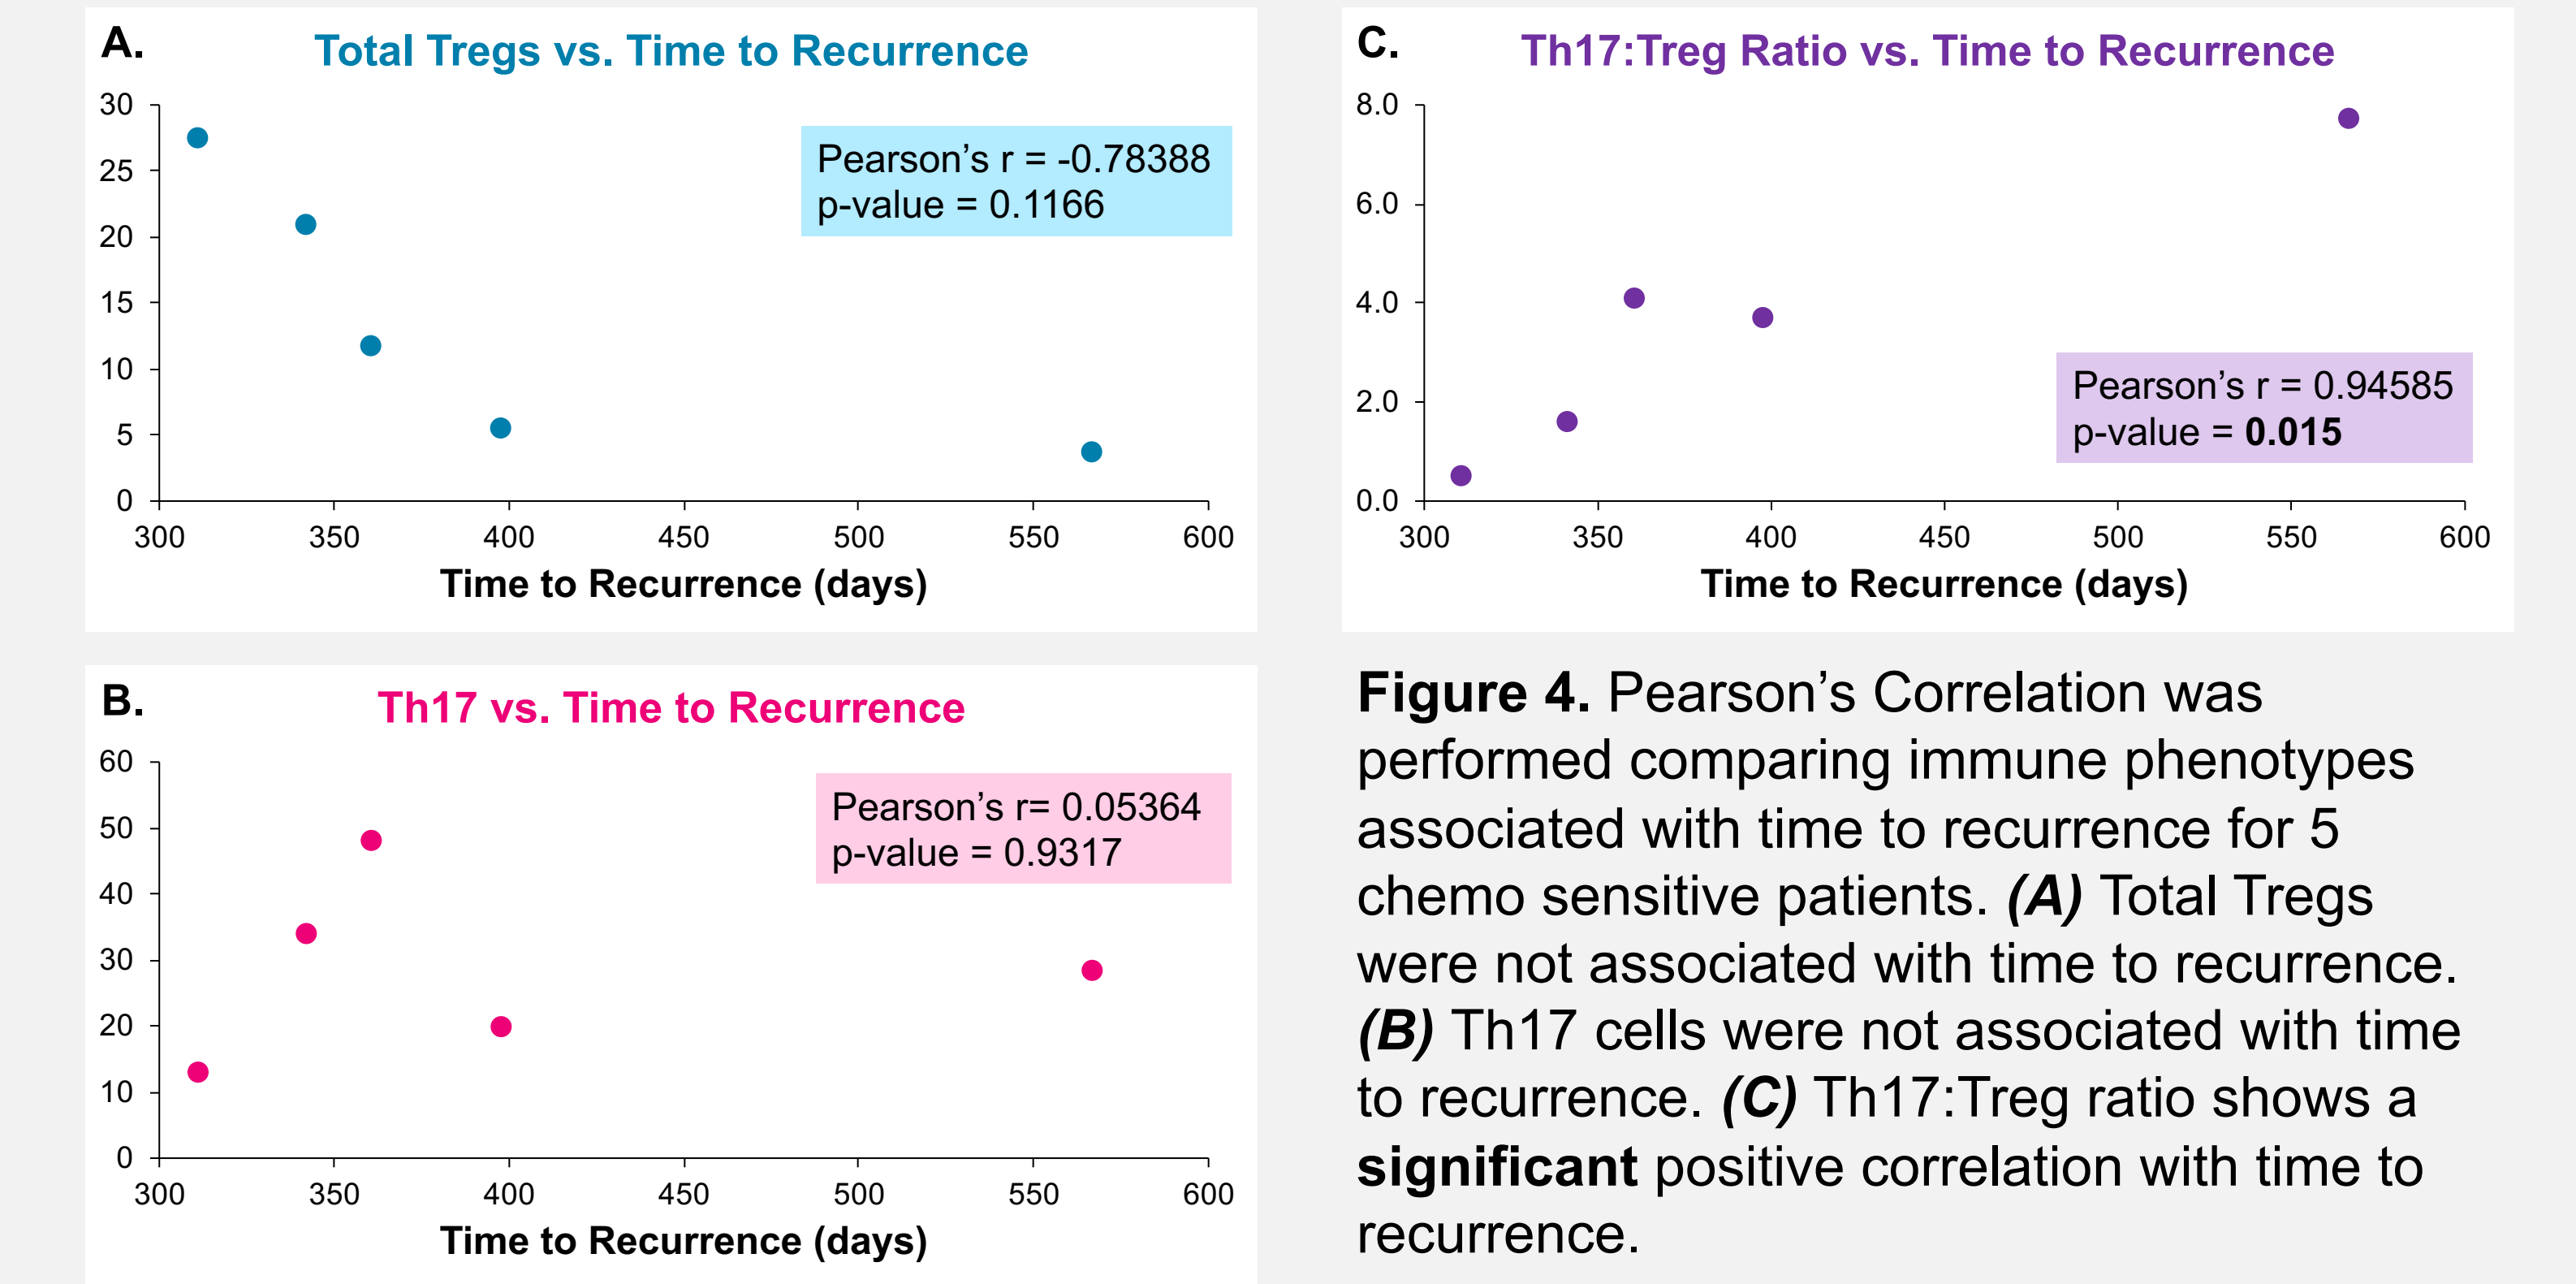 A.
Total Tregs vs. Time to Recurrence
30
25
20
15
10
5
0
Pearson’s r = -0.78388
p-value = 0.1166
300 350 400 450 500 550 600
Time to Recurrence (days)
B.
Th17 vs. Time to Recurrence
60
50
40
30
20
10
0
Pearson’s r= 0.05364
p-value = 0.9317
300 350 400 450 500 550 600
Time to Recurrence (days)
C.
Th17:Treg Ratio vs. Time to Recurrence
8.0
6.0
4.0
2.0
0.0
Pearson’s r = 0.94585
p-value = 0.015
300 350 400 450 500 550 600
Time to Recurrence (days)
Figure 4. Pearson’s Correlation was
performed comparing immune phenotypes
associated with time to recurrence for 5
chemo sensitive patients. (A) Total Tregs
were not associated with time to recurrence.
(B) Th17 cells were not associated with time
to recurrence. (C) Th17:Treg ratio shows a
significant positive correlation with time to
recurrence.